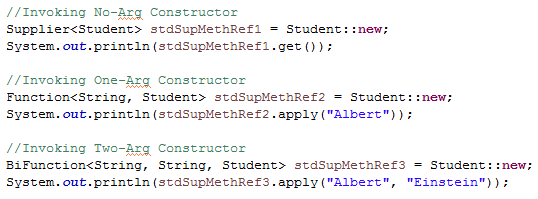 //Invoking No-Arg Constructor
Supplier<Student> stdSupMethRef1 = Student::new;
System.out.println(stdSupMethRef1.get());
//Invoking One-Arg Constructor
Function<String, Student> stdSupMethRef2 = Student::new;
System.out.println(stdSupMethRef2.apply("Albert"));
//Invoking Two-Arg Constructor
BiFunction<String, String, Student> stdSupMethRef3 = Student::new;
System.out.println(stdSupMethRef3.apply("Albert", "Einstein"));